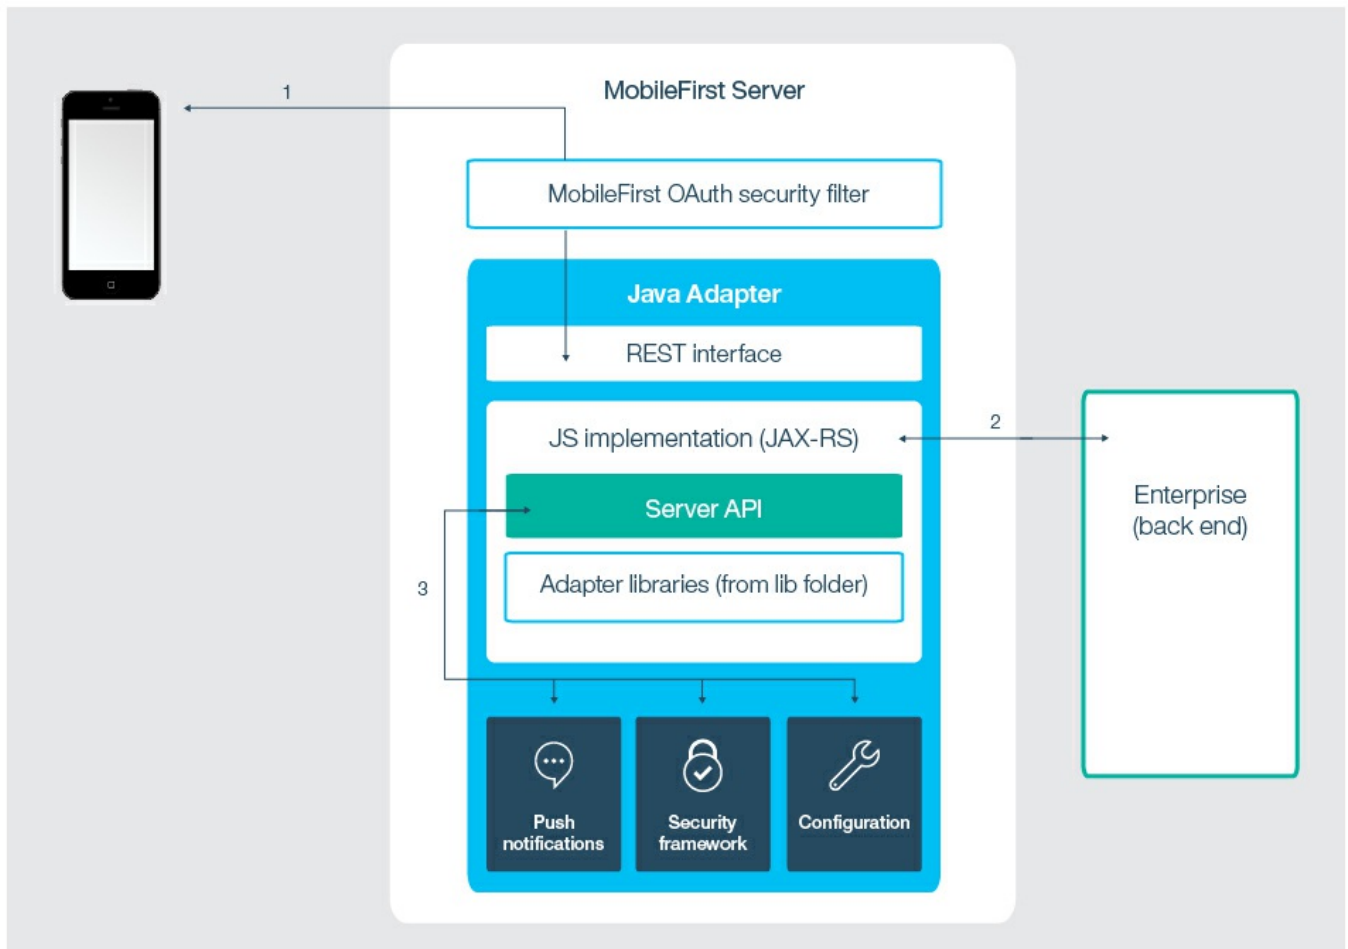 MobileFirst Server
1
MobileFirst OAuth security filter
Java Adapter
REST interface
JS implementation (JAX-RS)
2
Server API
Enterprise
(back end)
Adapter libraries (from lib folder)
3
Push
notifications
Security
framework
Configuration